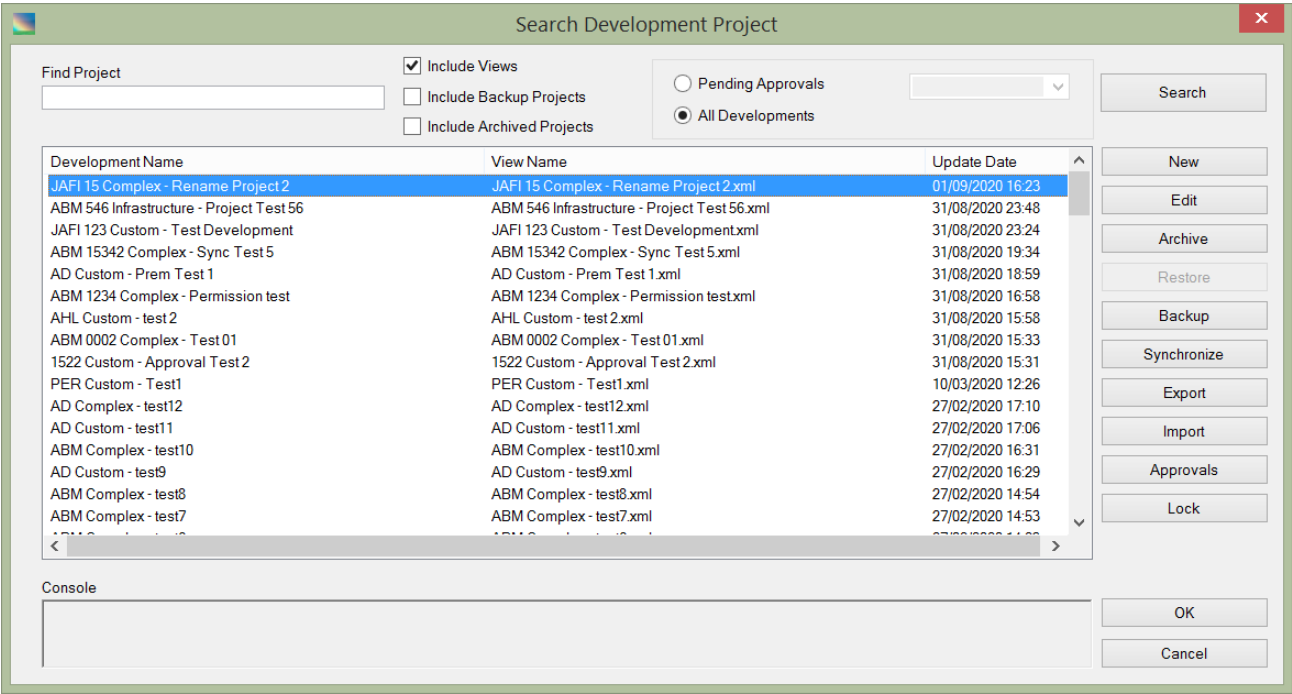 Search Development Project
Find Project
Include Views
Include Backup Projects
Include Archived Projects
Pending Approvals
All Developments
Search
Development Name View Name Update Date
JAFI 15 Complex - Rename Project 2 JAFI 15 Complex - Rename Project 2.xml 01/09/2020 16:23
ABM 546 Infrastructure - Project Test 56 ABM 546 Infrastructure - Project Test 56.xml 31/08/2020 23:48
JAFI 123 Custom - Test Development JAFI 123 Custom - Test Development.xml 31/08/2020 23:24
ABM 15342 Complex - Sync Test 5 ABM 15342 Complex - Sync Test 5.xml 31/08/2020 19:34
AD Custom - Prem Test 1 AD Custom - Prem Test 1.xml 31/08/2020 18:59
ABM 1234 Complex - Permission test ABM 1234 Complex - Permission test.xml 31/08/2020 16:58
AHL Custom - test 2 AHL Custom - test 2.xml 31/08/2020 15:58
ABM 0002 Complex - Test 01 ABM 0002 Complex - Test 01.xml 31/08/2020 15:33
1522 Custom - Approval Test 2 1522 Custom - Approval Test 2.xml 31/08/2020 15:31
PER Custom - Test1 PER Custom - Test1.xml 10/03/2020 12:26
AD Complex - test12 AD Complex - test12.xml 27/02/2020 17:10
AD Custom - test11 AD Custom - test11.xml 27/02/2020 17:06
ABM Complex - test10 ABM Complex - test10.xml 27/02/2020 16:31
AD Custom - test9 AD Custom - test9.xml 27/02/2020 16:29
ABM Complex - test8 ABM Complex - test8.xml 27/02/2020 14:54
ABM Complex - test7 ABM Complex - test7.xml 27/02/2020 14:53
New
Edit
Archive
Restore
Backup
Synchronize
Export
Import
Approvals
Lock
Console
OK
Cancel